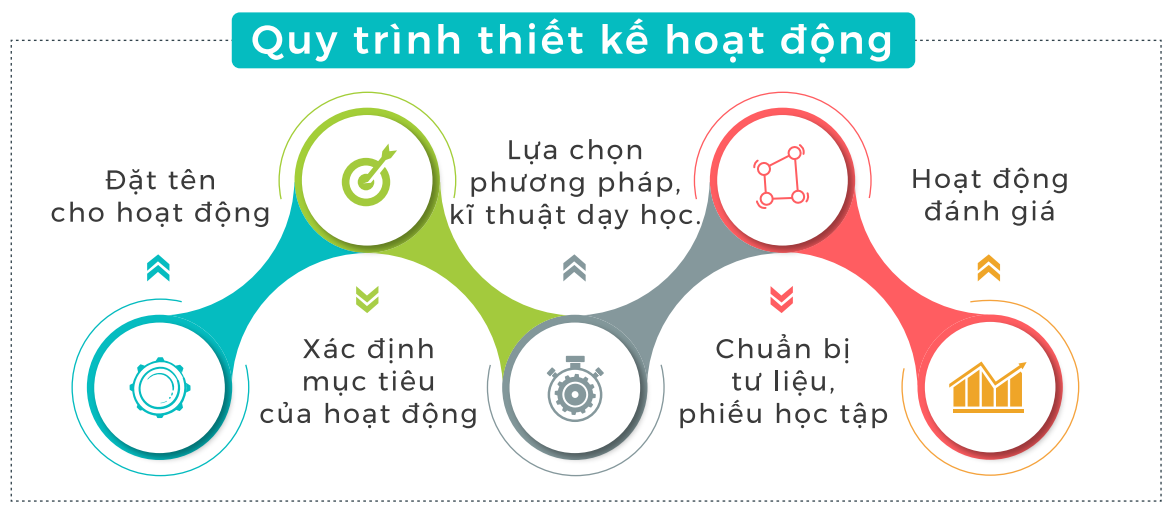 Quy trình thiết kế hoạt động
Đặt tên
cho hoạt động
Xác định
mục tiêu
của hoạt động
Lựa chọn
phương pháp,
kĩ thuật dạy học.
Chuẩn bị
tư liệu,
phiếu học tập
Hoạt động
đánh giá